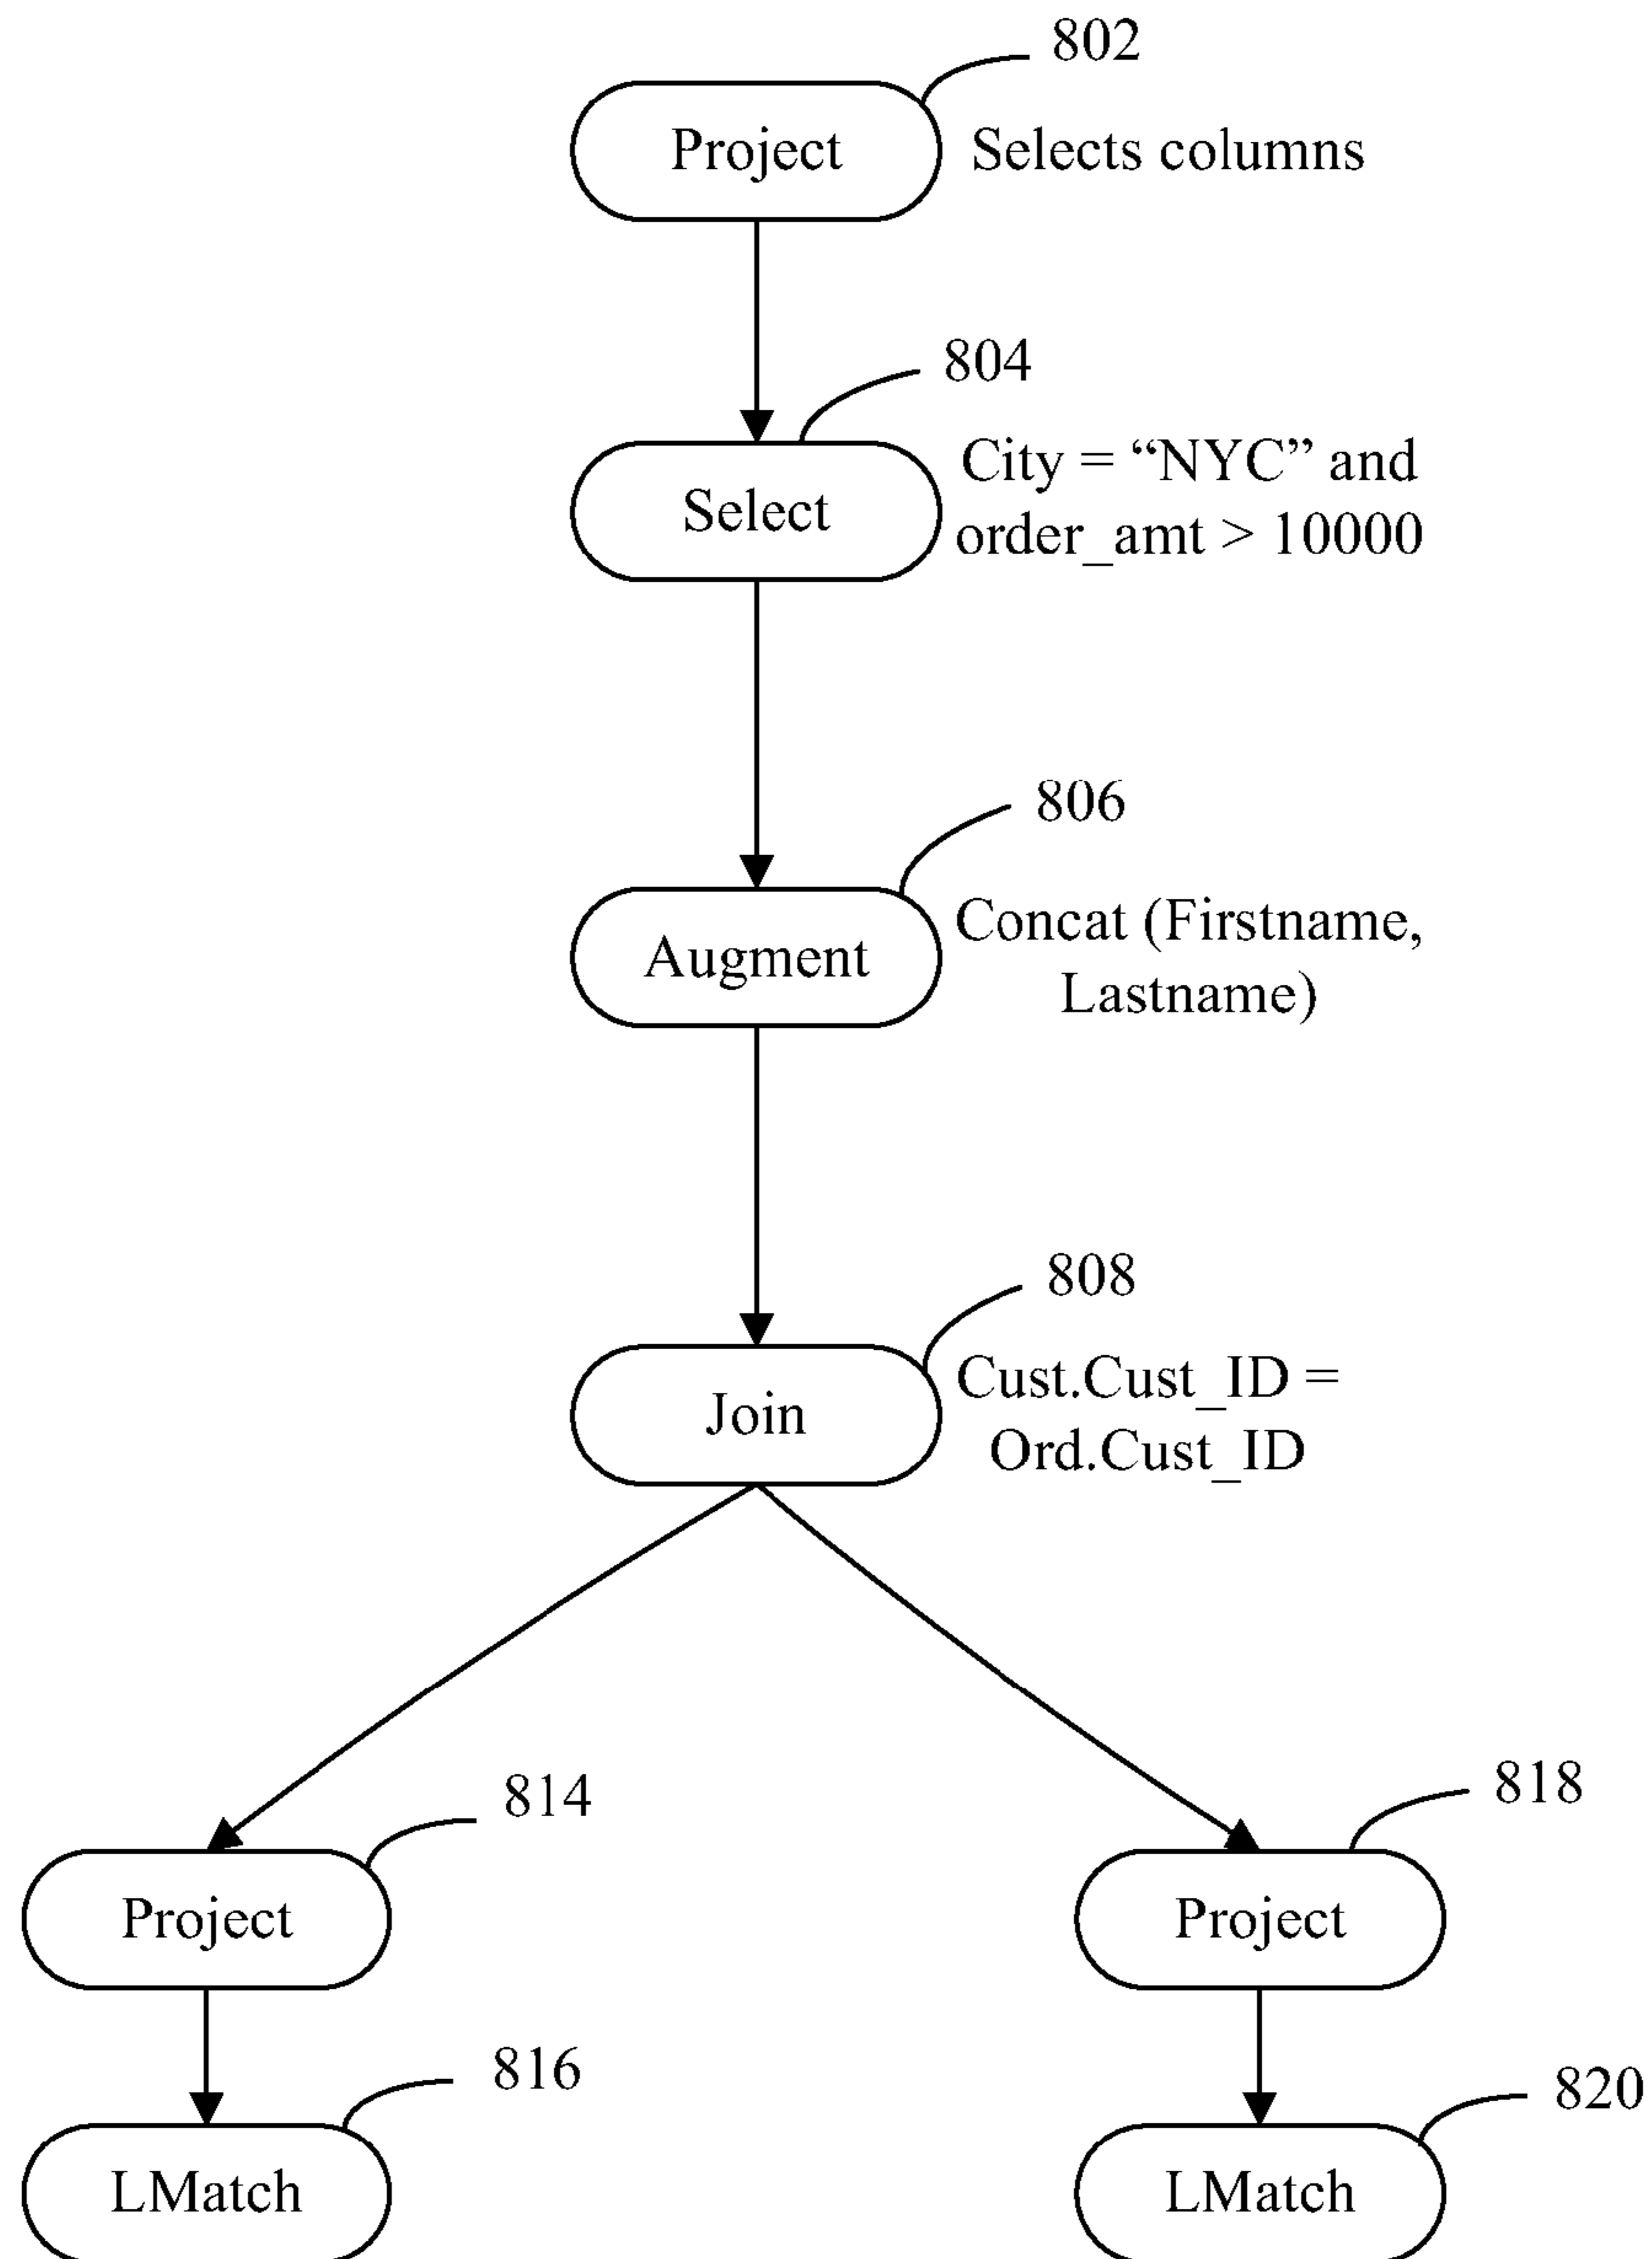 802
Project
Selects columns
804
City = “NYC” and
order_amt > 10000
Select
806
Concat (Firstname,
Lastname)
Augment
808
Cust.Cust_ID =
Ord.Cust_ID
Join
814
818
Project
Project
816
820
LMatch
LMatch